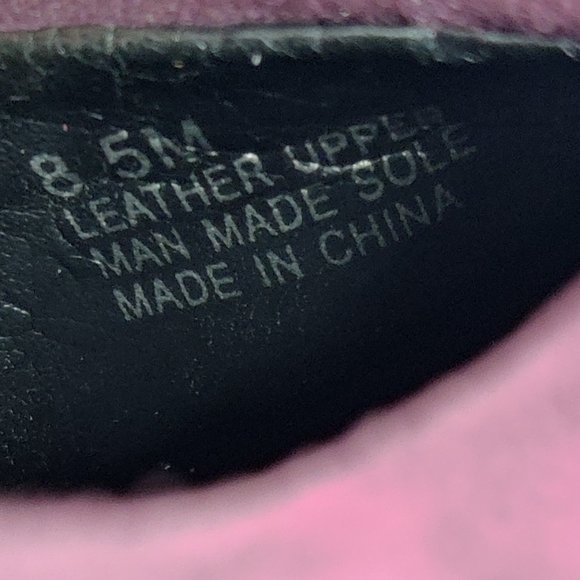 8.5M
LEATHER UPPER
MAN MADE SOLE
MADE IN CHINA